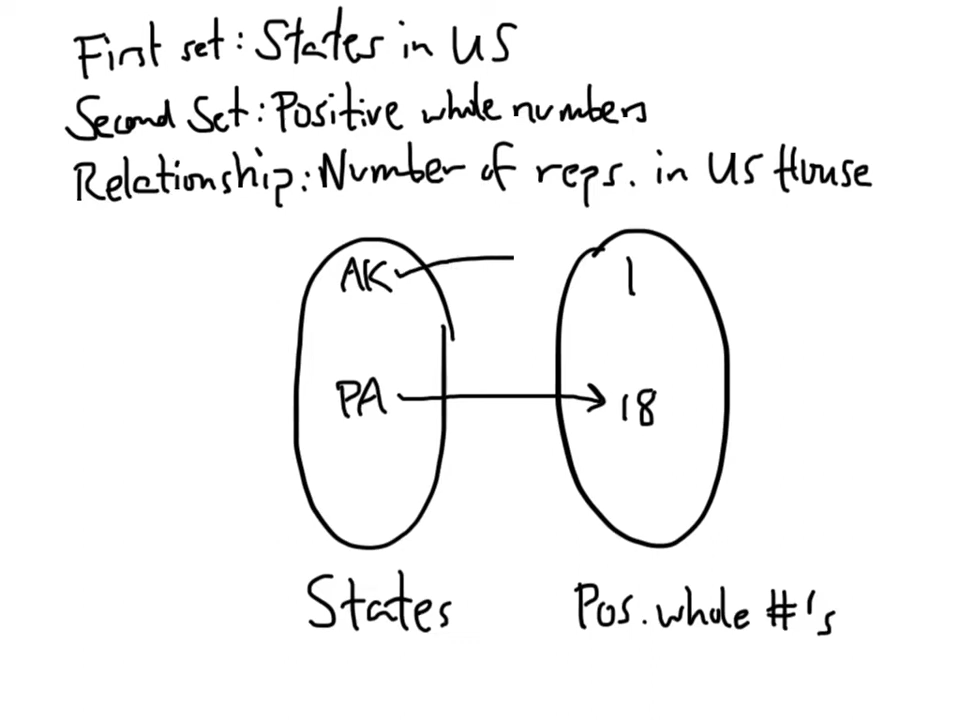 First set: States in US
Second Set: Positive whole numbers
Relationship: Number of reps. in US House
AK 1
PA 18
States Pos. whole #'s